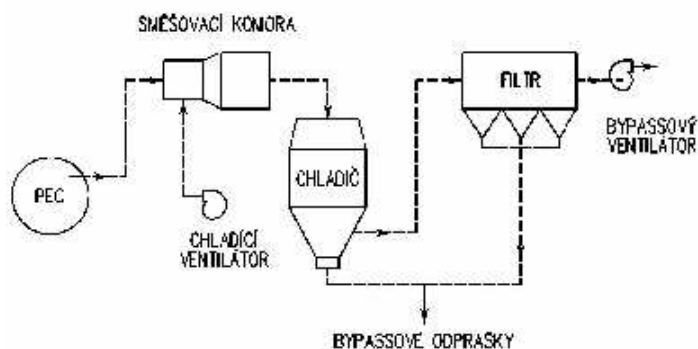 SMĚŠOVACÍ KOMORA
FILTR
BYPASSOVÝ
VENTILÁTOR
CHLADIČ
PEC
CHLADÍCÍ
VENTILÁTOR
BYPASSOVÉ ODPRAŠKY